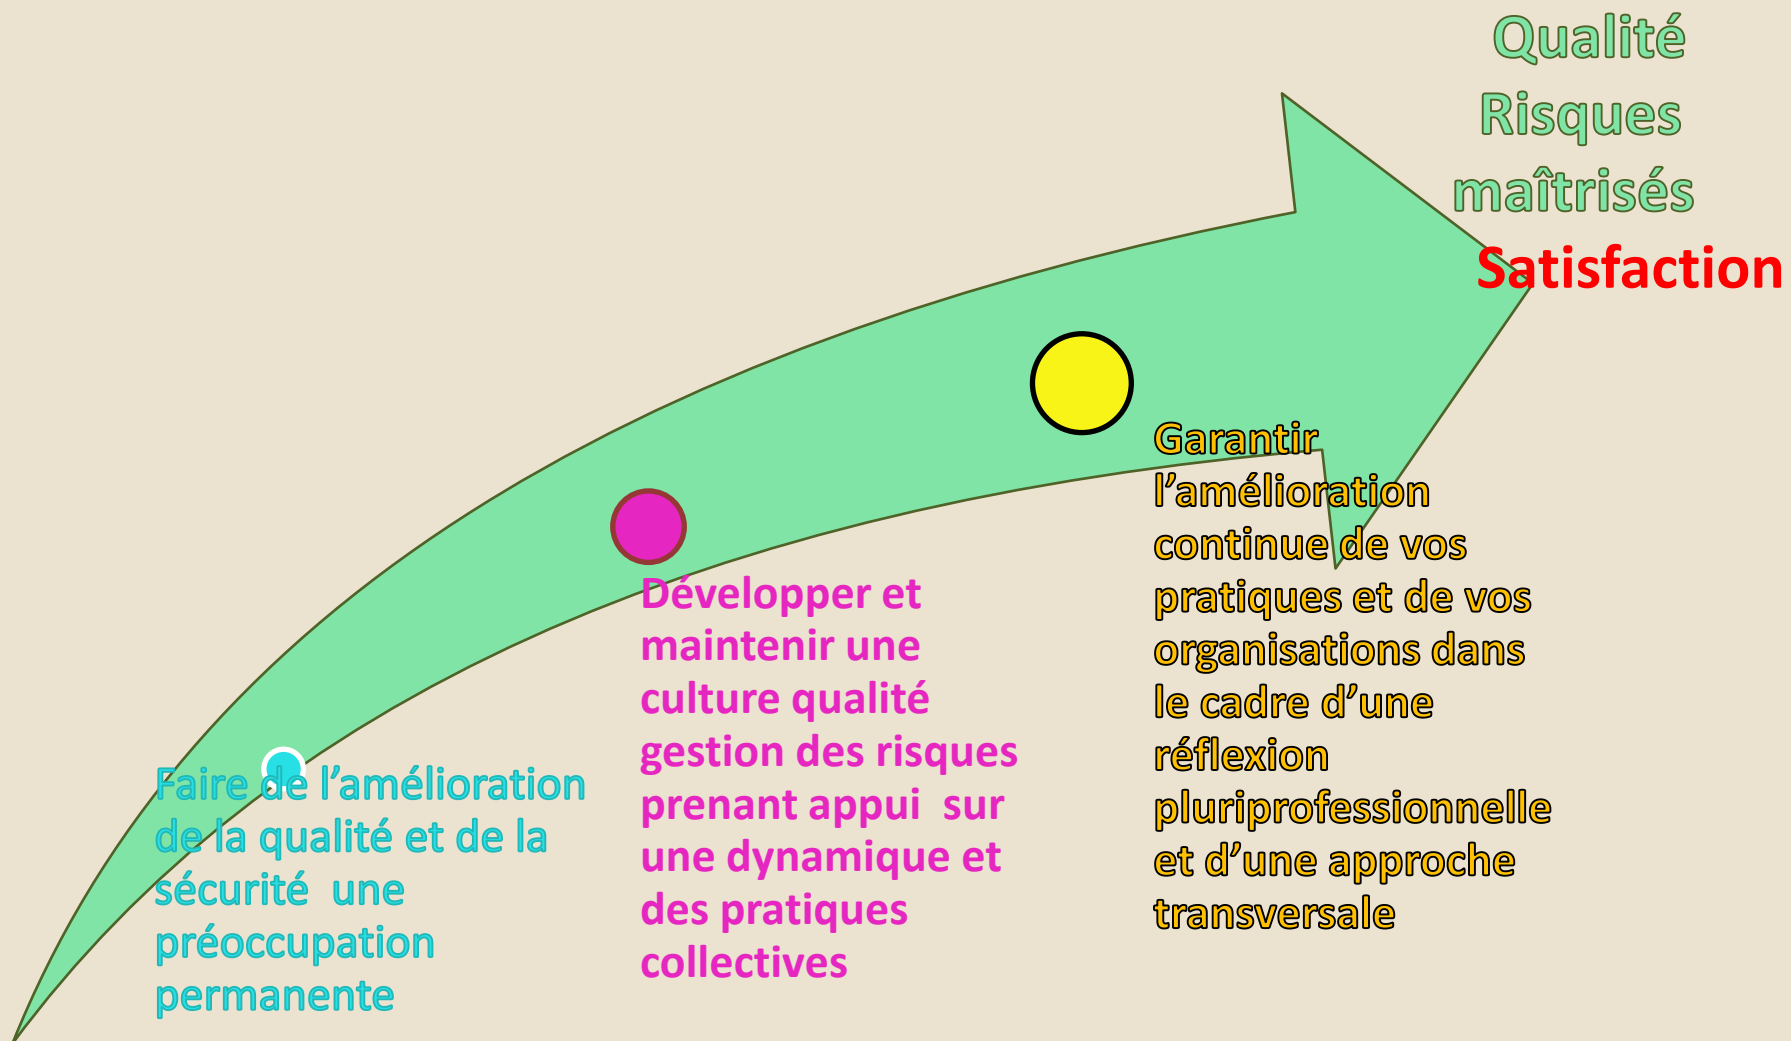 Qualité
Risques
maîtrisés
Satisfaction
Faire de l’amélioration
de la qualité et de la
sécurité  une
préoccupation
permanente
Développer et
maintenir une
culture qualité
gestion des risques
prenant appui  sur
une dynamique et
des pratiques
collectives
Garantir
l’amélioration
continue de vos
pratiques et de vos
organisations dans
le cadre d’une
réflexion
pluriprofessionnelle
et d’une approche
transversale